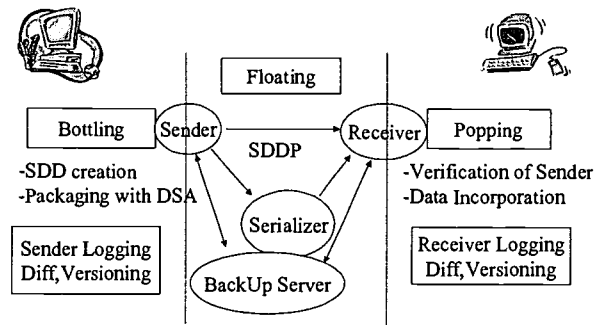 Floating
Bottling
Sender
Receiver
Popping
SDDP
-SDD creation
-Packaging with DSA
-Verification of Sender
-Data Incorporation
Serializer
Sender Logging
Diff,Versioning
Receiver Logging
Diff,Versioning
BackUp Server